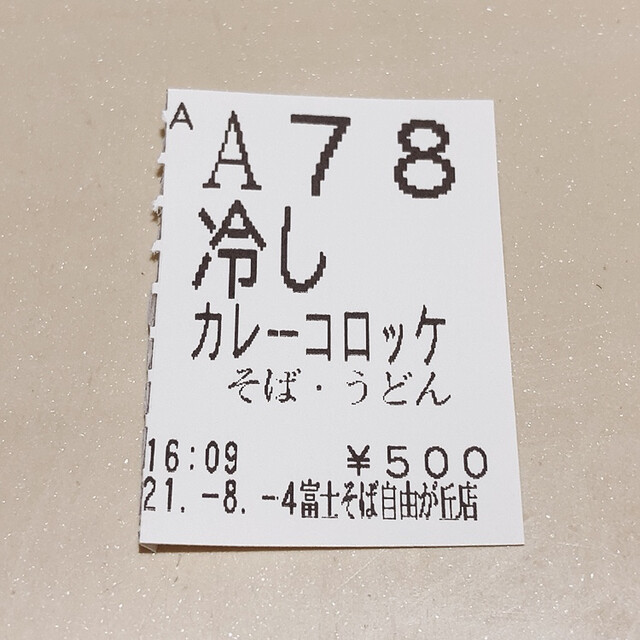 A
A78
冷し
カレーコロッケ
そば・うどん
16:09 ¥500
21.-8.-4富士そば自由が丘店